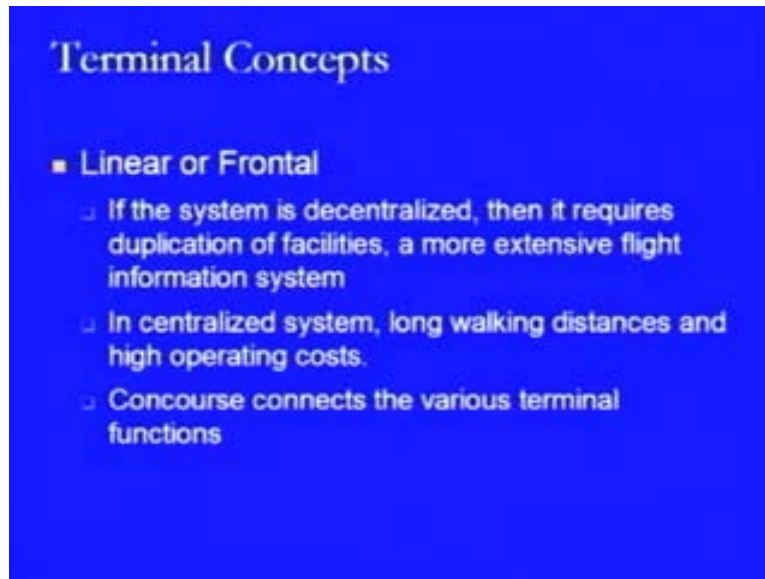 Terminal Concepts
Linear or Frontal
If the system is decentralized, then it requires
duplication of facilities, a more extensive flight
information system
In centralized system, long walking distances and
high operating costs.
Concourse connects the various terminal
functions